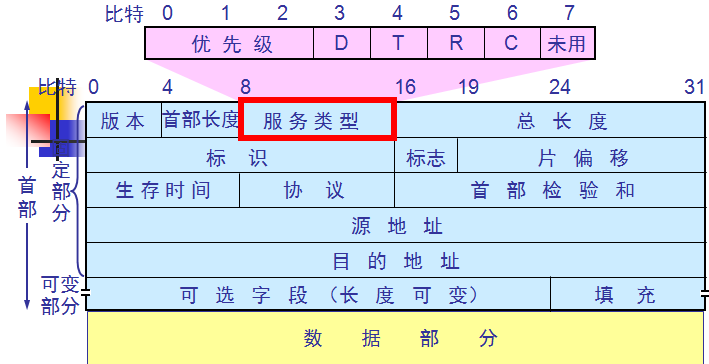 比特 0 1 2 3 4 5 6 7
优先级 D T R C 未用
比特 0 4 8 16 19 24 31
版本 首部长度 服务类型 总长度
标识 标志 片偏移
生存时间 协议 首部检验和
源地址
目的地址
可选字段（长度可变） 填充
数据部分
首部
定部分
可变部分